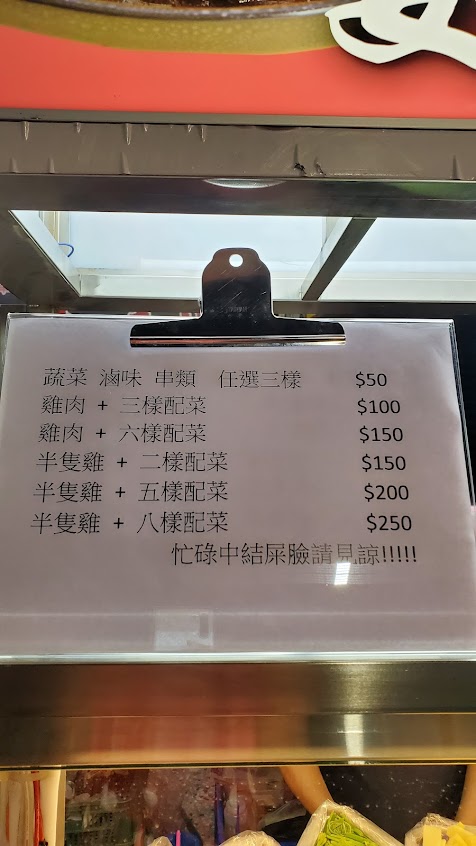 蔬菜 滷味 串類 任選三樣 $50
雞肉 + 三樣配菜 $100
雞肉 + 六樣配菜 $150
半隻雞 + 二樣配菜 $150
半隻雞 + 五樣配菜 $200
半隻雞 + 八樣配菜 $250
忙碌中結屎臉請見諒!!!!!